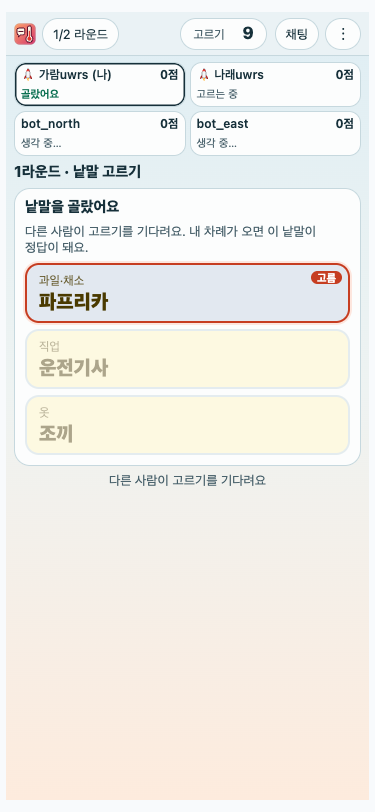 1/2 라운드
고르기 9
채팅
⋮
가람uwrs (나) 0점
골랐어요
나래uwrs 0점
고르는 중
bot_north 0점
생각 중...
bot_east 0점
생각 중...
1라운드 · 낱말 고르기
낱말을 골랐어요
다른 사람이 고르기를 기다려요. 내 차례가 오면 이 낱말이
정답이 돼요.
과일·채소
고름
파프리카
직업
운전기사
옷
조끼
다른 사람이 고르기를 기다려요